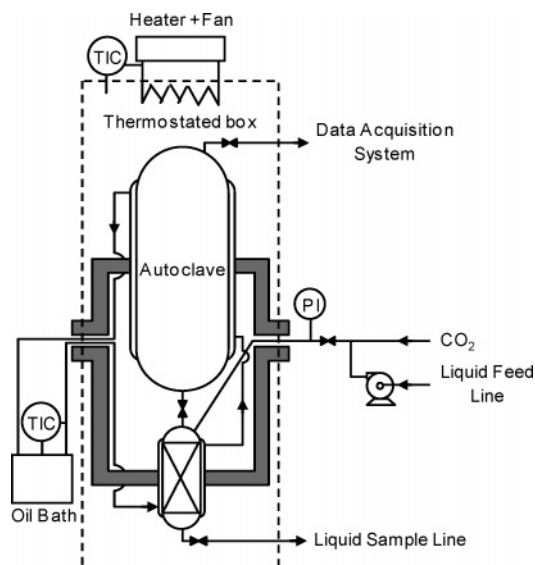 Heater +Fan
TIC
Thermostated box
Data Acquisition
System
Autoclave
PI
CO₂
Liquid Feed
Line
TIC
Oil Bath
Liquid Sample Line